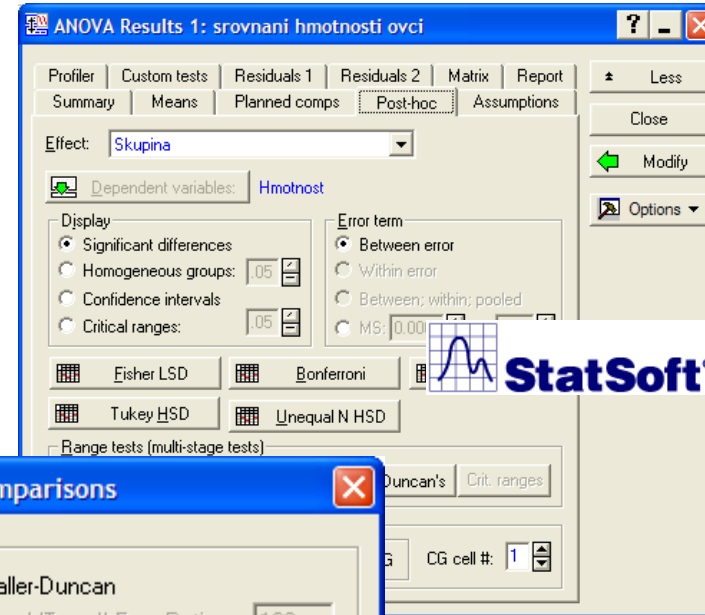 ANOVA Results 1: srovnani hmotnosti ovci
Profiler Custom tests Residuals 1 Residuals 2 Matrix Report
Summary Means Planned comps Post-hoc Assumptions
Less
Close
Modify
Options
Effect: Skupina
Dependent variables: Hmotnost
Display
Significant differences
Homogeneous groups: .05
Confidence intervals
Critical ranges: .05
Error term
Between error
Within error
Between; within; pooled
MS:
StatSoft
Fisher LSD Bonferroni
Tukey HSD Unequal N HSD
Range tests (multi-stage tests)
Duncan's Crit. ranges
CG cell #: 1